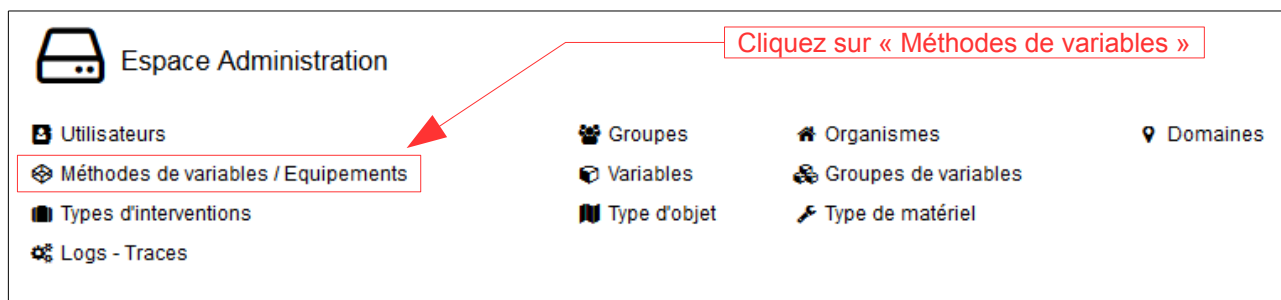 Cliquez sur « Méthodes de variables »
Espace Administration
Utilisateurs Groupes Organismes Domaines
Méthodes de variables / Equipements Variables Groupes de variables
Types d'interventions Type d'objet Type de matériel
Logs - Traces